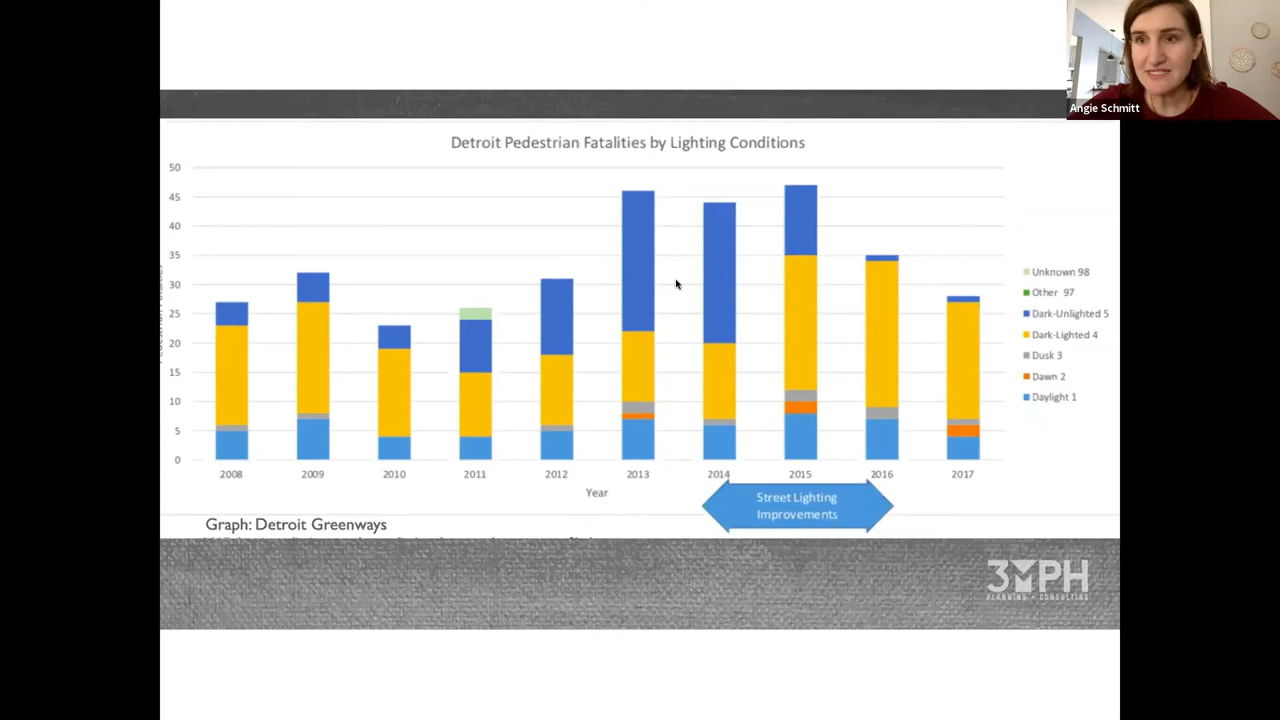 Angie Schmitt
Detroit Pedestrian Fatalities by Lighting Conditions
50
45
40
35
30
25
20
15
10
5
0
2008 2009 2010 2011 2012 2013 2014 2015 2016 2017
Year
Unknown 98
Other 97
Dark-Unlighted 5
Dark-Lighted 4
Dusk 3
Dawn 2
Daylight 1
Street Lighting
Improvements
Graph: Detroit Greenways
3MPH
PLANNING + CONSULTING